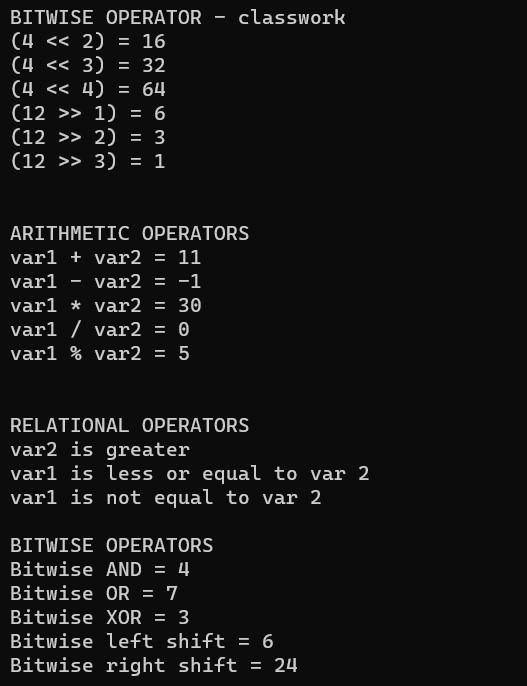 BITWISE OPERATOR - classwork
(4 << 2) = 16
(4 << 3) = 32
(4 << 4) = 64
(12 >> 1) = 6
(12 >> 2) = 3
(12 >> 3) = 1
ARITHMETIC OPERATORS
var1 + var2 = 11
var1 - var2 = -1
var1 * var2 = 30
var1 / var2 = 0
var1 % var2 = 5
RELATIONAL OPERATORS
var2 is greater
var1 is less or equal to var 2
var1 is not equal to var 2
BITWISE OPERATORS
Bitwise AND = 4
Bitwise OR = 7
Bitwise XOR = 3
Bitwise left shift = 6
Bitwise right shift = 24